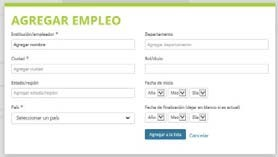 AGREGAR EMPLEO
Institución/empleador *
Agregar nombre
Departamento
Agregar departamento
Ciudad *
Agregar ciudad
Rol/título
Estado/región
Agregar estado/región
Fecha de inicio
Año Mes Día
País *
Seleccionar un país
Fecha de finalización (dejar en blanco si es actual)
Año Mes Día
Agregar a la lista Cancelar